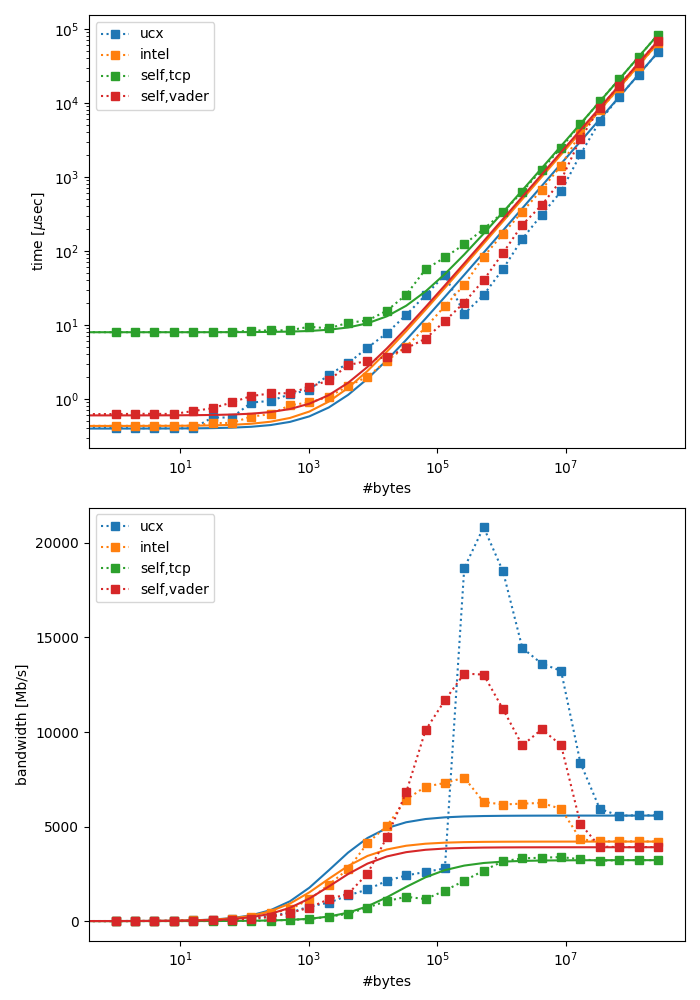 10^5
10^4
10^3
10^2
10^1
10^0
time [μsec]
ucx
intel
self,tcp
self,vader
10^1
10^3
10^5
10^7
#bytes
20000
15000
10000
5000
0
bandwidth [Mb/s]
ucx
intel
self,tcp
self,vader
10^1
10^3
10^5
10^7
#bytes